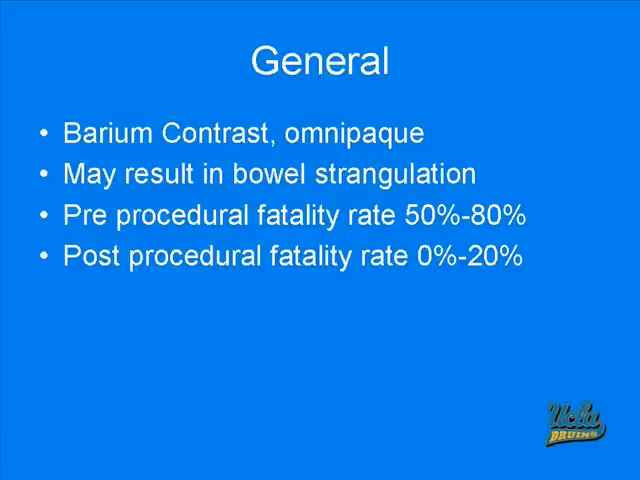 General
• Barium Contrast, omnipaque
• May result in bowel strangulation
• Pre procedural fatality rate 50%-80%
• Post procedural fatality rate 0%-20%
Ucla
BRUINS